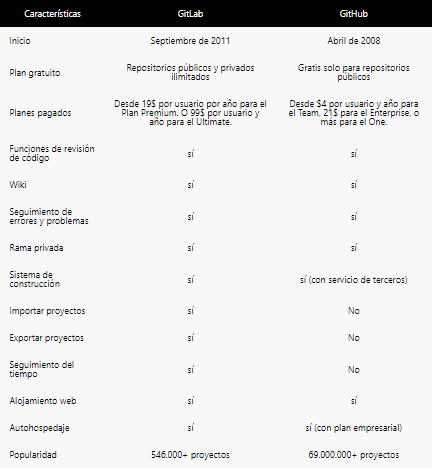 Características GitLab GitHub
Inicio Septiembre de 2011 Abril de 2008
Plan gratuito Repositorios públicos y privados ilimitados Gratis solo para repositorios públicos
Planes pagados Desde 19$ por usuario por año para el Plan Premium. O 99$ por usuario y año para el Ultimate. Desde $4 por usuario y año para el Team, 21$ para el Enterprise, o más para el One.
Funciones de revisión de código sí sí
Wiki sí sí
Seguimiento de errores y problemas sí sí
Rama privada sí sí
Sistema de construcción sí sí (con servicio de terceros)
Importar proyectos sí No
Exportar proyectos sí No
Seguimiento del tiempo sí No
Alojamiento web sí sí
Autohospedaje sí sí (con plan empresarial)
Popularidad 546.000+ proyectos 69.000.000+ proyectos